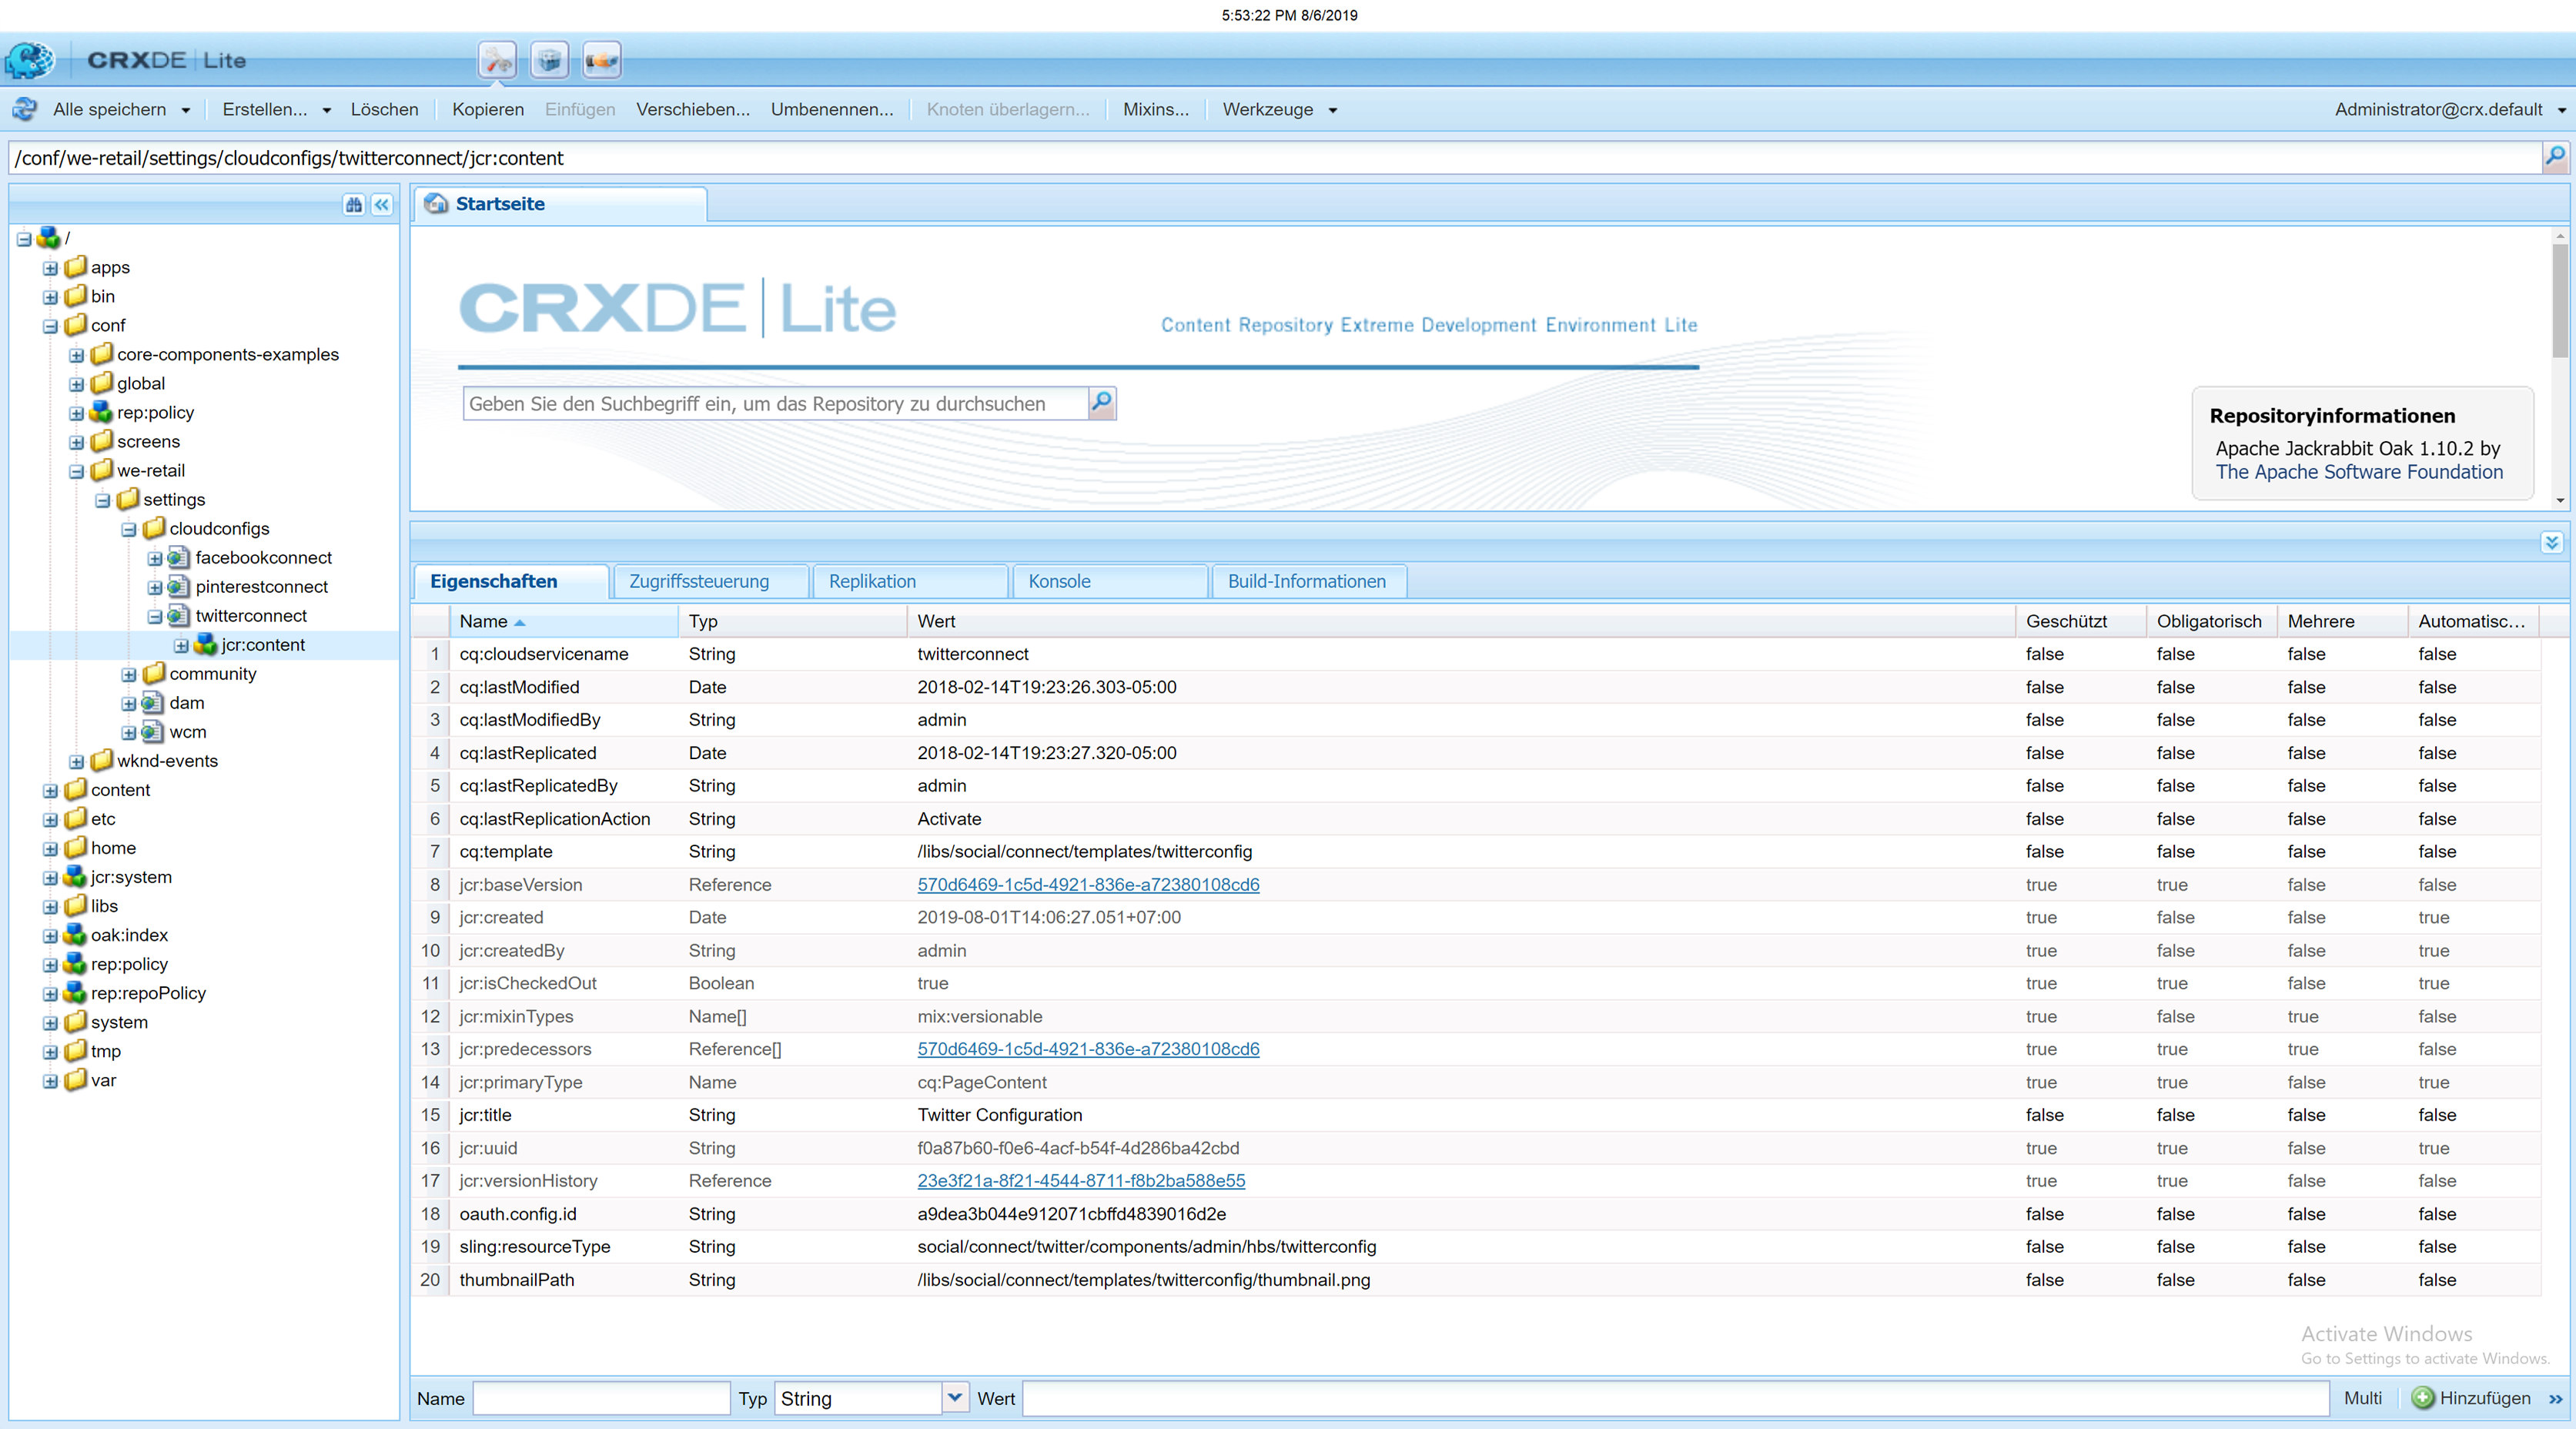 5:53:22 PM 8/6/2019
CRXDE Lite
Alle speichern Erstellen... Löschen Kopieren Einfügen Verschieben... Umbenennen... Knoten überlagern... Mixins... Werkzeuge Administrator@crx.default
/conf/we-retail/settings/cloudconfigs/twitterconnect/jcr:content
/
apps
bin
conf
core-components-examples
global
rep:policy
screens
we-retail
settings
cloudconfigs
facebookconnect
pinterestconnect
twitterconnect
jcr:content
community
dam
wcm
wknd-events
content
etc
home
jcr:system
libs
oak:index
rep:policy
rep:repoPolicy
system
tmp
var
Startseite
CRXDE Lite
Content Repository Extreme Development Environment Lite
Geben Sie den Suchbegriff ein, um das Repository zu durchsuchen
Repositoryinformationen
Apache Jackrabbit Oak 1.10.2 by
The Apache Software Foundation
Eigenschaften Zugriffssteuerung Replikation Konsole Build-Informationen
Name Typ Wert Geschützt Obligatorisch Mehrere Automatisc...
1 cq:cloudservicename String twitterconnect false false false false
2 cq:lastModified Date 2018-02-14T19:23:26.303-05:00 false false false false
3 cq:lastModifiedBy String admin false false false false
4 cq:lastReplicated Date 2018-02-14T19:23:27.320-05:00 false false false false
5 cq:lastReplicatedBy String admin false false false false
6 cq:lastReplicationAction String Activate false false false false
7 cq:template String /libs/social/connect/templates/twitterconfig false false false false
8 jcr:baseVersion Reference 570d6469-1c5d-4921-836e-a72380108cd6 true true false false
9 jcr:created Date 2019-08-01T14:06:27.051+07:00 true false false true
10 jcr:createdBy String admin true false false true
11 jcr:isCheckedOut Boolean true true true false true
12 jcr:mixinTypes Name[] mix:versionable true false true false
13 jcr:predecessors Reference[] 570d6469-1c5d-4921-836e-a72380108cd6 true true true false
14 jcr:primaryType Name cq:PageContent true true false true
15 jcr:title String Twitter Configuration false false false false
16 jcr:uuid String f0a87b60-f0e6-4acf-b54f-4d286ba42cbd true true false true
17 jcr:versionHistory Reference 23e3f21a-8f21-4544-8711-f8b2ba588e55 true true false false
18 oauth.config.id String a9dea3b044e912071cbffd4839016d2e false false false false
19 sling:resourceType String social/connect/twitter/components/admin/hbs/twitterconfig false false false false
20 thumbnailPath String /libs/social/connect/templates/twitterconfig/thumbnail.png false false false false
Activate Windows
Go to Settings to activate Windows.
Name Typ String Wert Multi Hinzufügen